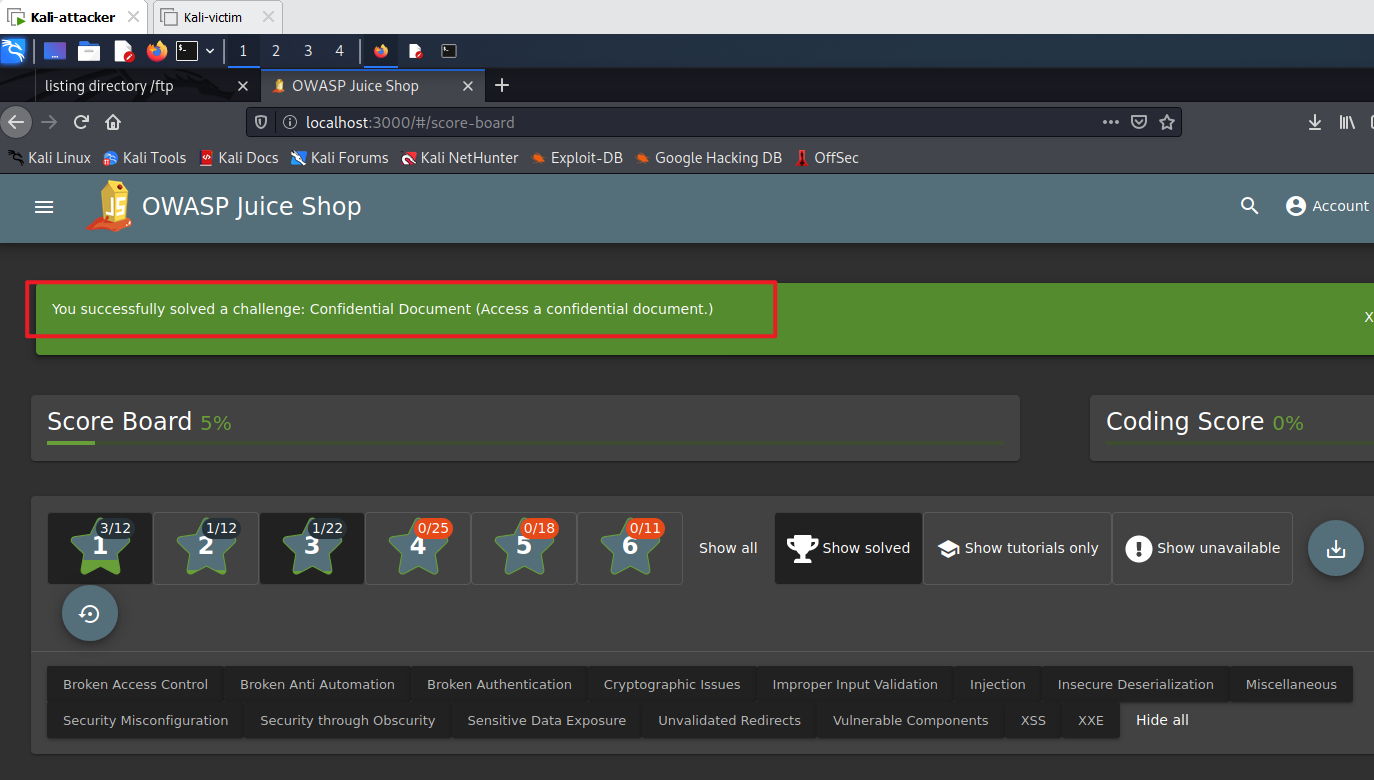 Kali-attacker Kali-victim
1 2 3 4
listing directory /ftp OWASP Juice Shop
localhost:3000/#/score-board
Kali Linux Kali Tools Kali Docs Kali Forums Kali NetHunter Exploit-DB Google Hacking DB OffSec
JS OWASP Juice Shop Account
You successfully solved a challenge: Confidential Document (Access a confidential document.)
X
Score Board 5% Coding Score 0%
3/12 1/12 1/22 0/25 0/18 0/11
1 2 3 4 5 6 Show all Show solved Show tutorials only Show unavailable
Broken Access Control Broken Anti Automation Broken Authentication Cryptographic Issues Improper Input Validation Injection Insecure Deserialization Miscellaneous
Security Misconfiguration Security through Obscurity Sensitive Data Exposure Unvalidated Redirects Vulnerable Components XSS XXE Hide all